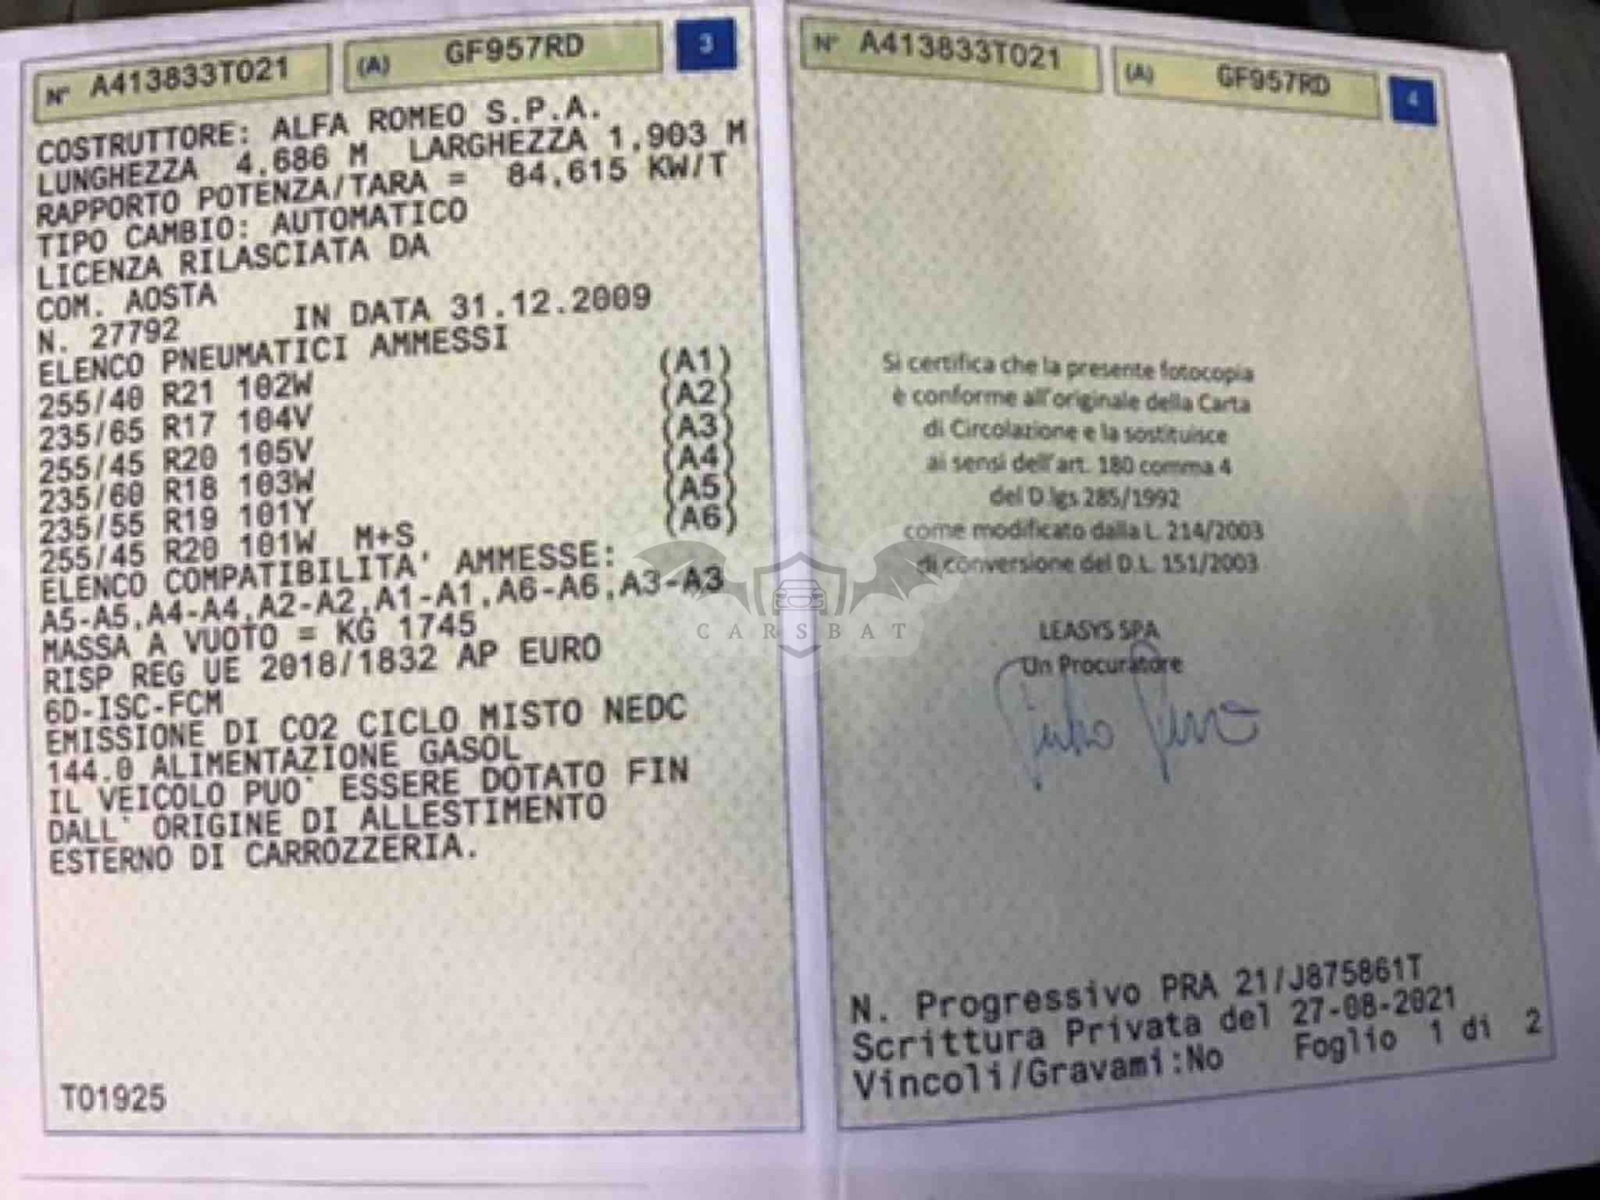 N° A413833T021 (A) GF957RD 3
COSTRUTTORE: ALFA ROMEO S.P.A.
LUNGHEZZA 4,686 M LARGHEZZA 1,903 M
RAPPORTO POTENZA/TARA = 84,615 KW/T
TIPO CAMBIO: AUTOMATICO
LICENZA RILASCIATA DA
COM. AOSTA
N. 27792 IN DATA 31.12.2009
ELENCO PNEUMATICI AMMESSI
255/40 R21 102W (A1)
235/65 R17 104V (A2)
255/45 R20 105V (A3)
235/60 R18 103W (A4)
235/55 R19 101Y (A5)
255/45 R20 101W M+S (A6)
ELENCO COMPATIBILITA' AMMESSE:
A5-A5,A4-A4,A2-A2,A1-A1,A6-A6,A3-A3
MASSA A VUOTO = KG 1745
RISP REG UE 2018/1832 AP EURO
6D-ISC-FCM
EMISSIONE DI CO2 CICLO MISTO NEDC
144.0 ALIMENTAZIONE GASOL
IL VEICOLO PUO` ESSERE DOTATO FIN
DALL` ORIGINE DI ALLESTIMENTO
ESTERNO DI CARROZZERIA.
T01925
N° A413833T021 (A) GF957RD 4
Si certifica che la presente fotocopia
è conforme all'originale della Carta
di Circolazione e la sostituisce
ai sensi dell'art. 180 comma 4
del D.lgs 285/1992
come modificato dalla L. 214/2003
di conversione del D.L. 151/2003
LEASYS SPA
Un Procuratore
N. Progressivo PRA 21/J875861T
Scrittura Privata del 27-08-2021
Vincoli/Gravami:No Foglio 1 di 2
CARSBAT